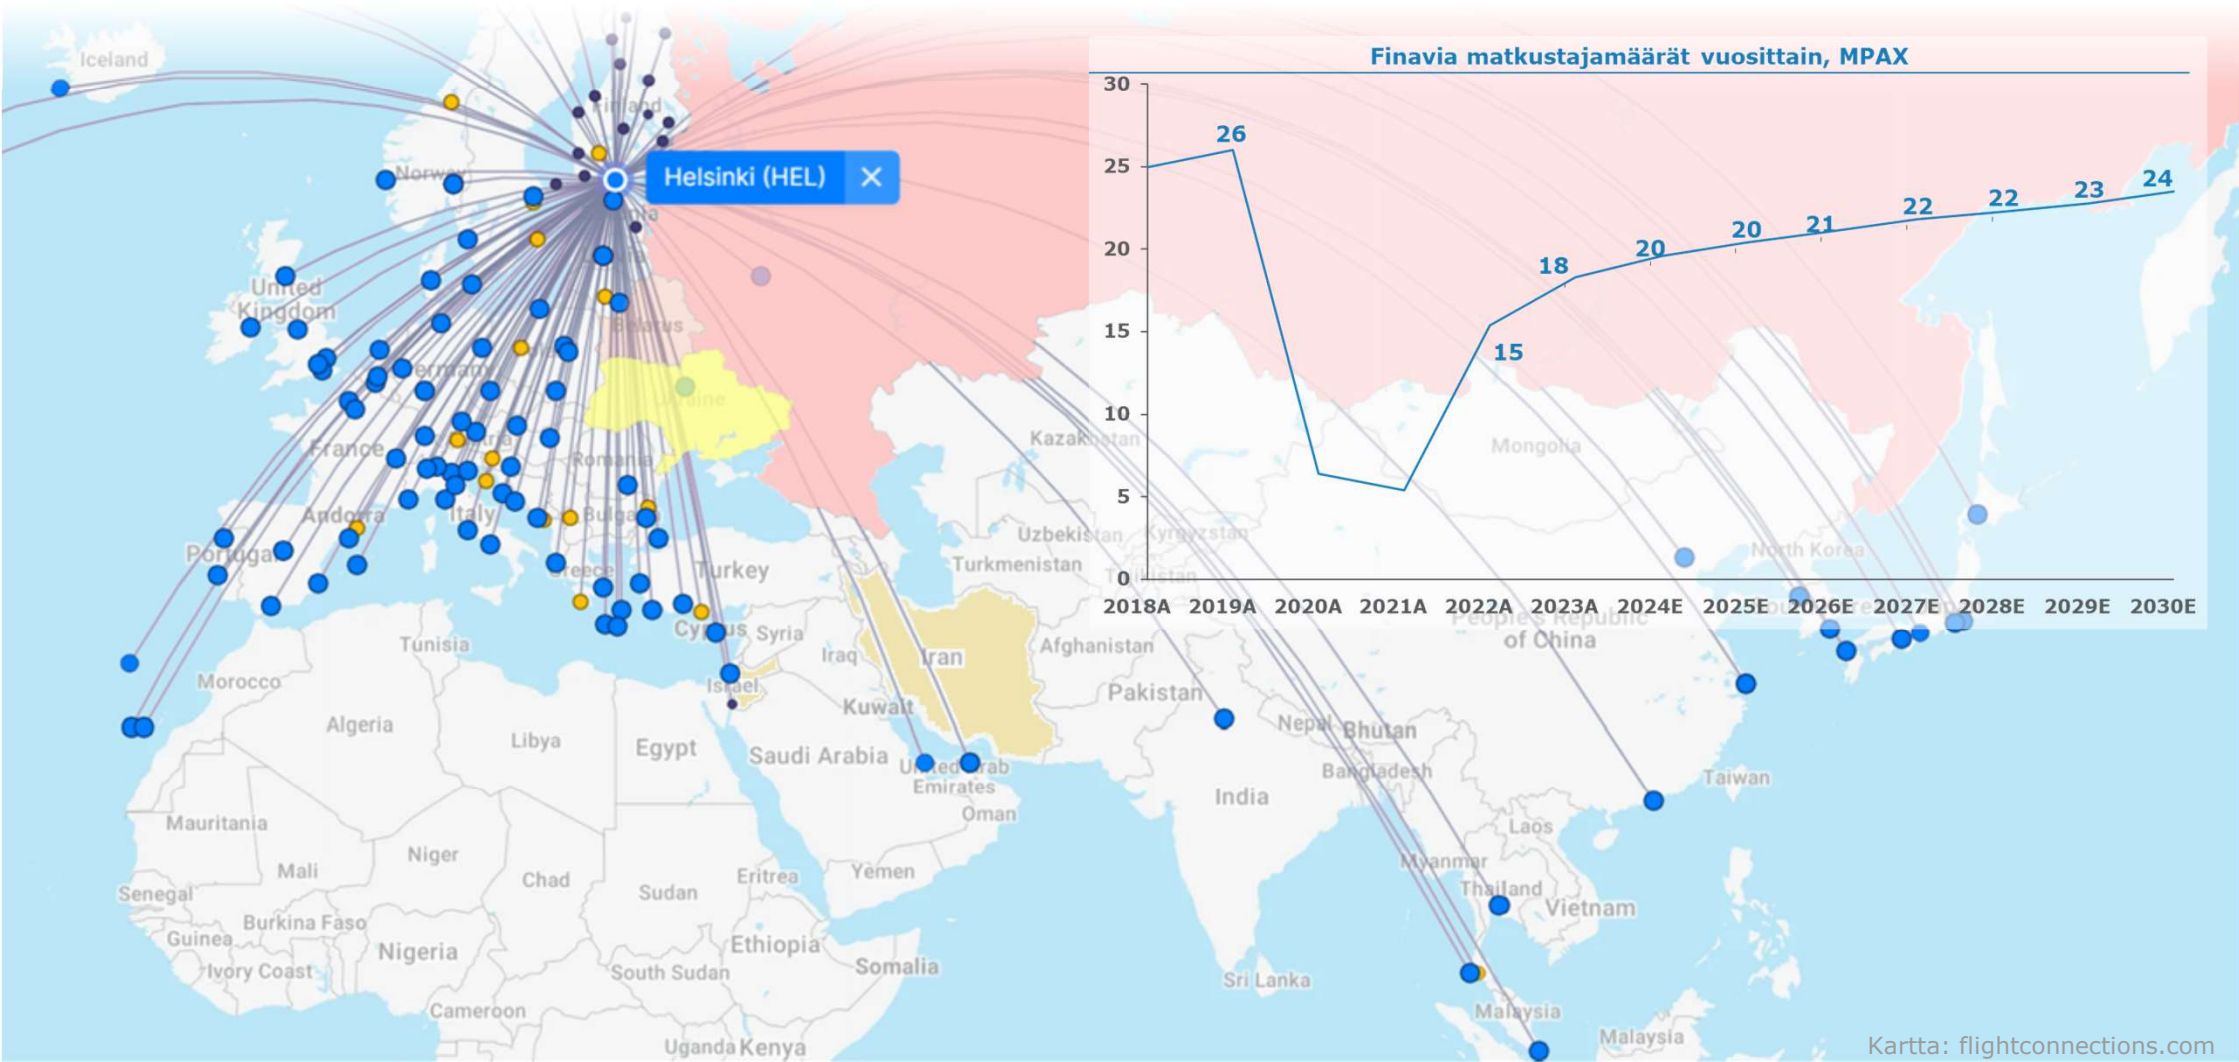 Iceland
Finland
Norway
Helsinki (HEL) ×
United
Kingdom
Belarus
Ukraine
France
Romania
Andorra
Italy
Bulga
Portugal
Greece
Turkey
Cyprus
Syria
Tunisia
Iraq
Iran
Israel
Kuwait
Morocco
Algeria
Libya
Egypt
Saudi Arabia
United Arab
Emirates
Oman
Mauritania
Mali
Niger
Chad
Sudan
Eritrea
Yemen
Senegal
Burkina Faso
Guinea
Nigeria
Ethiopia
Ivory Coast
South Sudan
Somalia
Cameroon
Uganda
Kenya
Kazakhstan
Uzbekistan
Kyrgyzstan
Turkmenistan
Tajikistan
Afghanistan
Pakistan
Nepal
Bhutan
Bangladesh
India
Sri Lanka
Mongolia
North Korea
South Korea
People's Republic
of China
Taiwan
Laos
Myanmar
Thailand
Vietnam
Malaysia
Malaysia
Finavia matkustajamäärät vuosittain, MPAX
30
25
20
15
10
5
0
26
15
18
20
20
21
22
22
23
24
2018A 2019A 2020A 2021A 2022A 2023A 2024E 2025E 2026E 2027E 2028E 2029E 2030E
Kartta: flightconnections.com